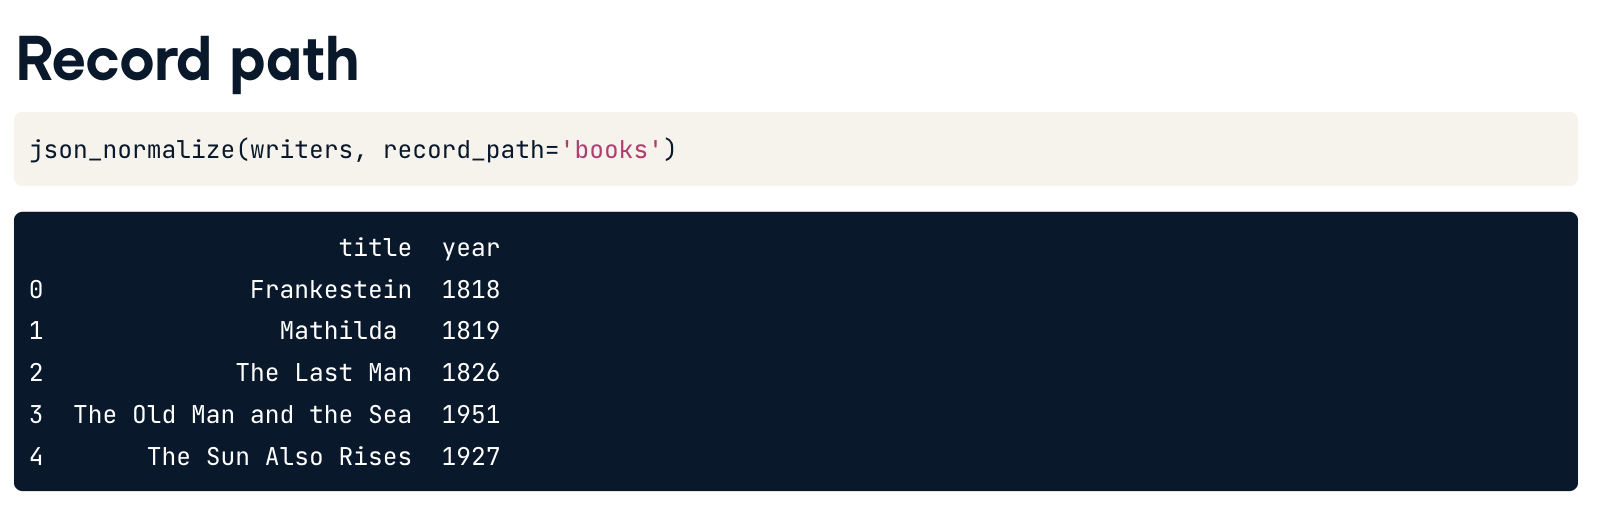 Record path
json_normalize(writers, record_path='books')
title  year
0  Frankestein  1818
1  Mathilda  1819
2  The Last Man  1826
3  The Old Man and the Sea  1951
4  The Sun Also Rises  1927